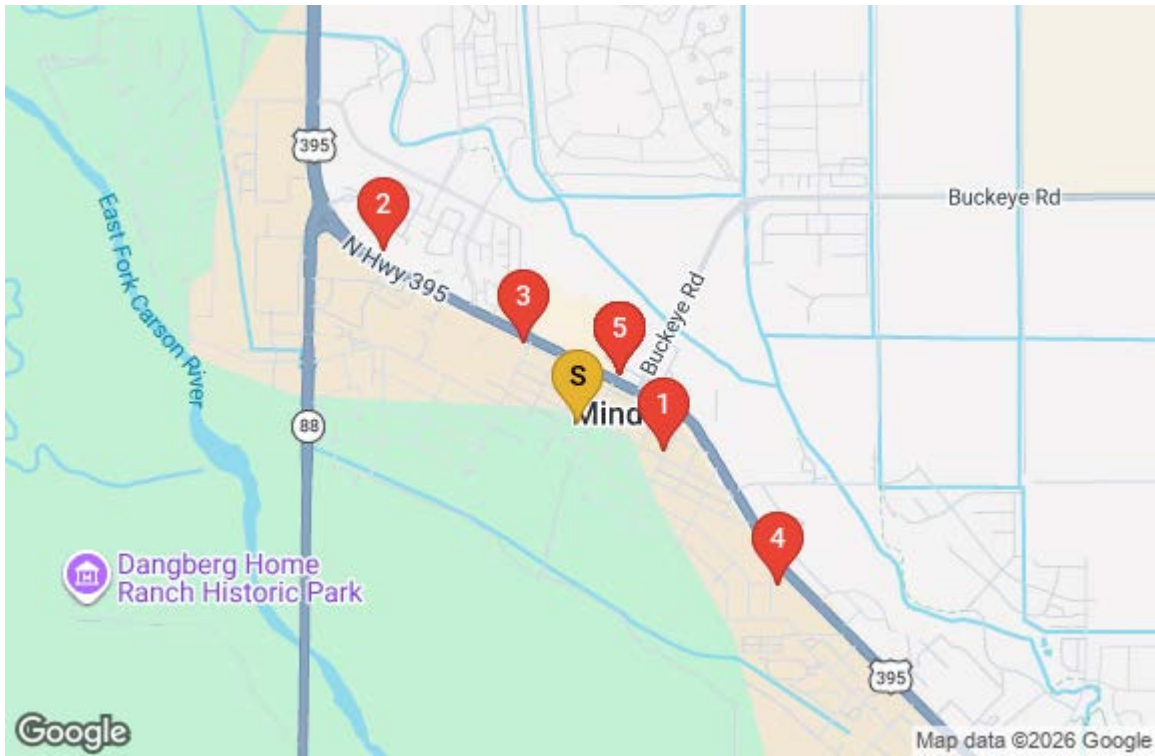 395
2
N Hwy 395
Buckeye Rd
East Fork Carson River
3
5
Buckeye Rd
S
1
Mind
88
4
Dangberg Home
Ranch Historic Park
395
Google
Map data ©2026 Google